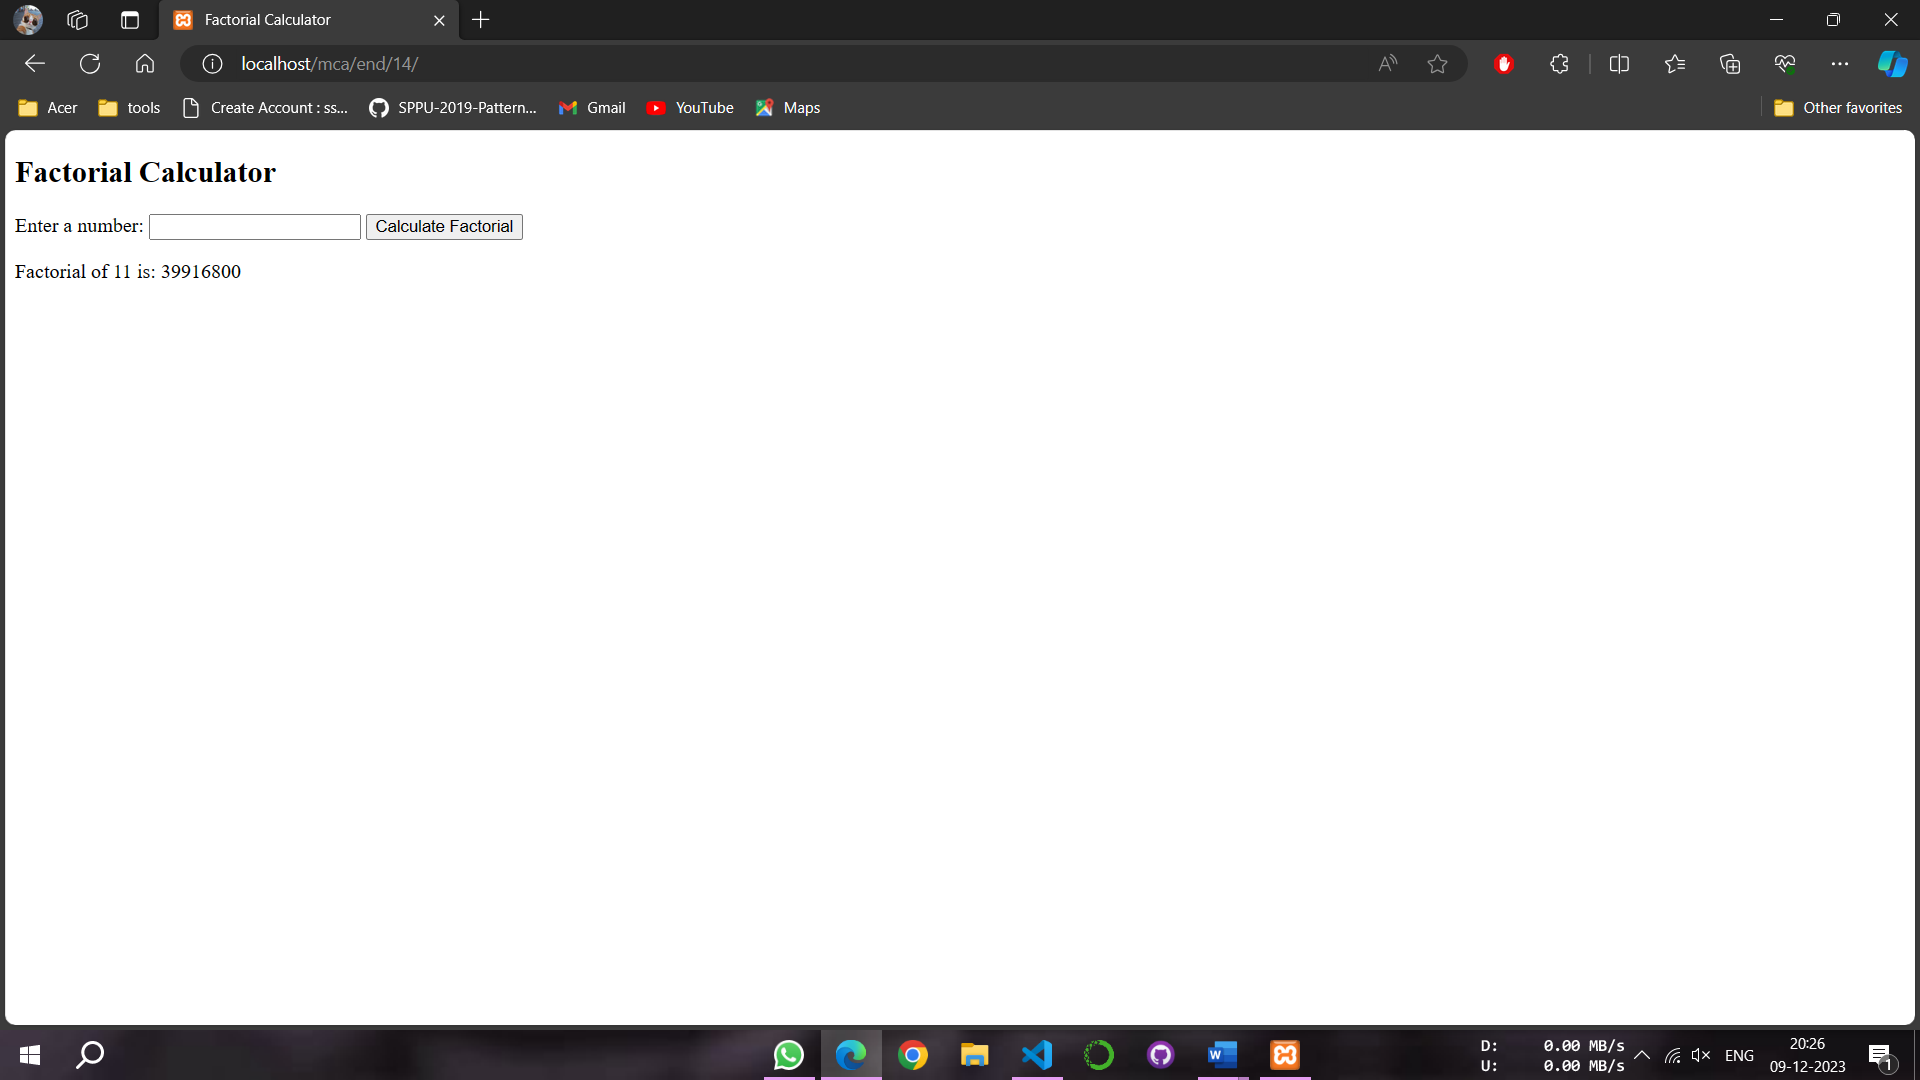 Factorial Calculator
localhost/mca/end/14/
Acer tools Create Account : ss... SPPU-2019-Pattern... Gmail YouTube Maps Other favorites
Factorial Calculator
Enter a number: Calculate Factorial
Factorial of 11 is: 39916800
D: 0.00 MB/s
U: 0.00 MB/s
ENG
20:26
09-12-2023
1